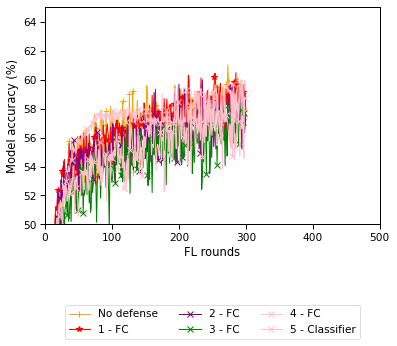 64
62
60
58
56
54
52
50
Model accuracy (%)
0 100 200 300 400 500
FL rounds
No defense 2 - FC 4 - FC
1 - FC 3 - FC 5 - Classifier